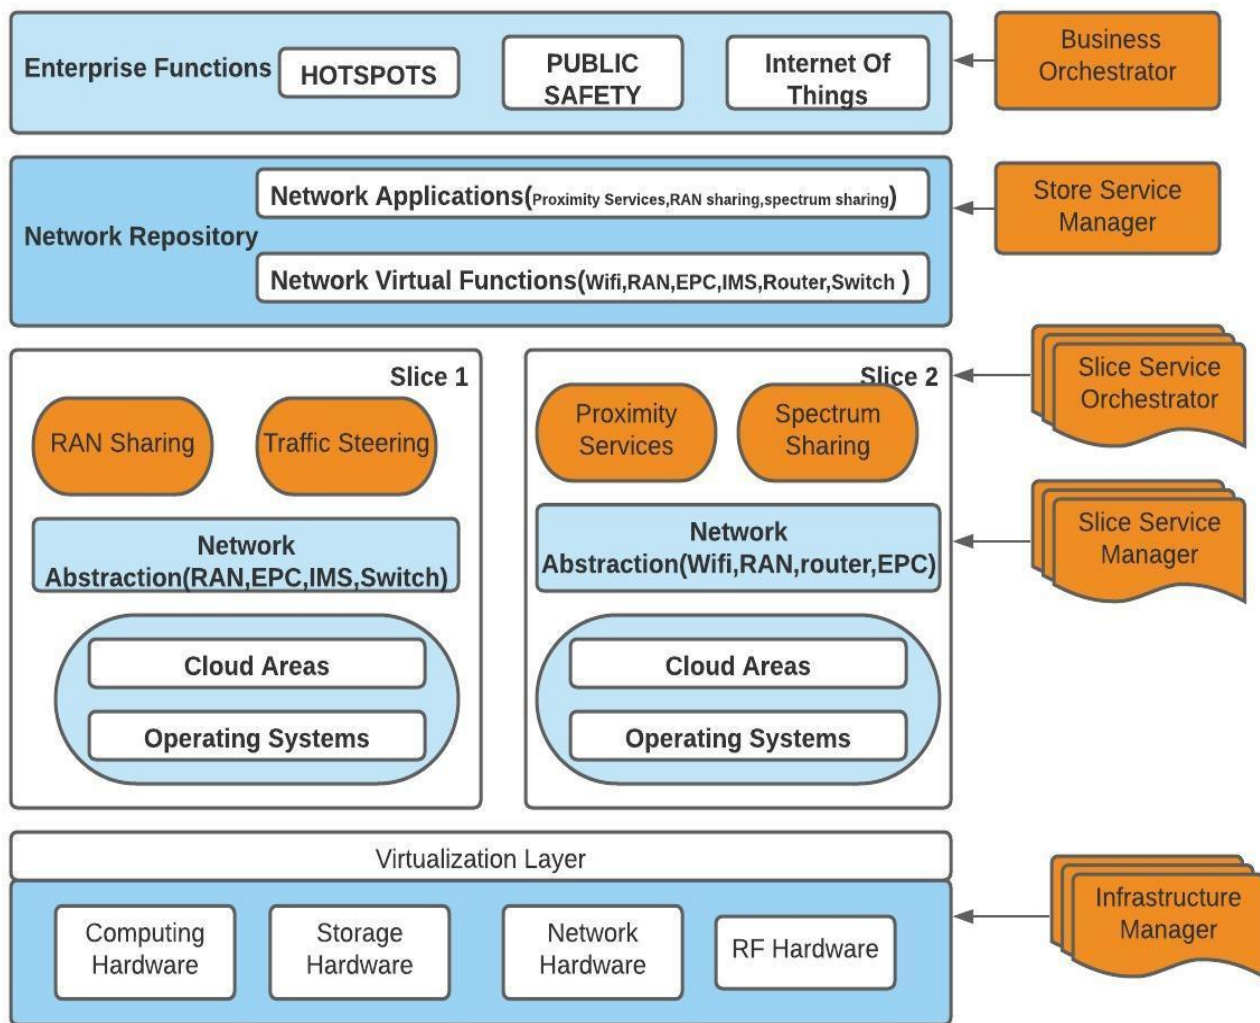 Enterprise Functions
HOTSPOTS
PUBLIC
SAFETY
Internet Of
Things
Business
Orchestrator
Network Repository
Network Applications(Proximity Services,RAN sharing,spectrum sharing)
Network Virtual Functions(Wifi,RAN,EPC,IMS,Router,Switch )
Store Service
Manager
Slice 1
RAN Sharing
Traffic Steering
Network
Abstraction(RAN,EPC,IMS,Switch)
Cloud Areas
Operating Systems
Slice 2
Proximity
Services
Spectrum
Sharing
Network
Abstraction(Wifi,RAN,router,EPC)
Cloud Areas
Operating Systems
Slice Service
Orchestrator
Slice Service
Manager
Virtualization Layer
Computing
Hardware
Storage
Hardware
Network
Hardware
RF Hardware
Infrastructure
Manager